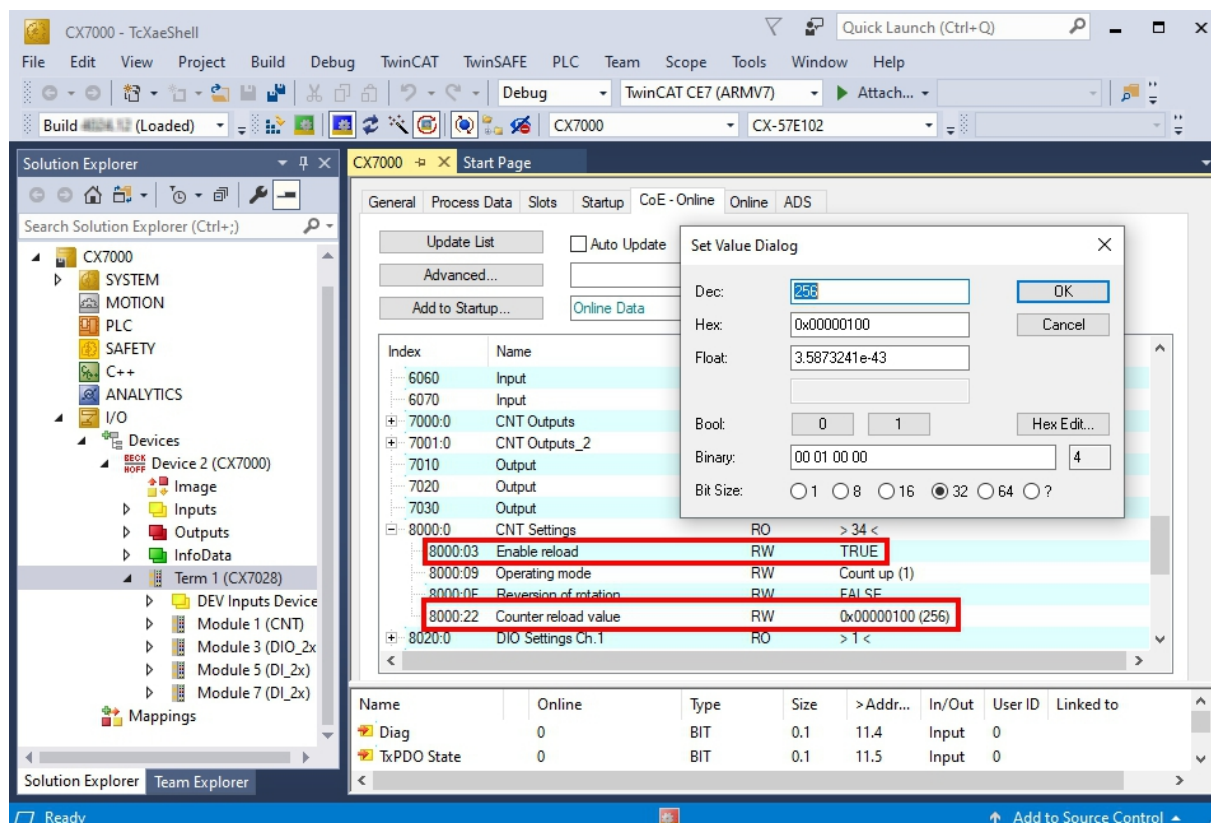 CX7000 - TcXaeShell
Quick Launch (Ctrl+Q)
File Edit View Project Build Debug TwinCAT TwinSAFE PLC Team Scope Tools Window Help
Debug TwinCAT CE7 (ARMV7) Attach...
Build (Loaded) CX7000 CX-57E102
Solution Explorer
CX7000 Start Page
Search Solution Explorer (Ctrl+;)
CX7000
SYSTEM
MOTION
PLC
SAFETY
C++
ANALYTICS
I/O
Devices
BECK HOFF Device 2 (CX7000)
Image
Inputs
Outputs
InfoData
Term 1 (CX7028)
DEV Inputs Device
Module 1 (CNT)
Module 3 (DIO_2x
Module 5 (DI_2x)
Module 7 (DI_2x)
Mappings
Solution Explorer Team Explorer
General Process Data Slots Startup CoE - Online Online ADS
Update List Auto Update
Advanced...
Add to Startup... Online Data
Index Name
6060 Input
6070 Input
7000:0 CNT Outputs
7001:0 CNT Outputs_2
7010 Output
7020 Output
7030 Output
8000:0 CNT Settings RO > 34 <
8000:03 Enable reload RW TRUE
8000:09 Operating mode RW Count up (1)
8000:0E Reversion of rotation RW FALSE
8000:22 Counter reload value RW 0x00000100 (256)
8020:0 DIO Settings Ch.1 RO > 1 <
Set Value Dialog
Dec: 256 OK
Hex: 0x00000100 Cancel
Float: 3.5873241e-43
Bool: 0 1 Hex Edit...
Binary: 00 01 00 00 4
Bit Size: 1 8 16 32 64 ?
Name Online Type Size >Addr... In/Out User ID Linked to
Diag 0 BIT 0.1 11.4 Input 0
TxPDO State 0 BIT 0.1 11.5 Input 0
Ready Add to Source Control